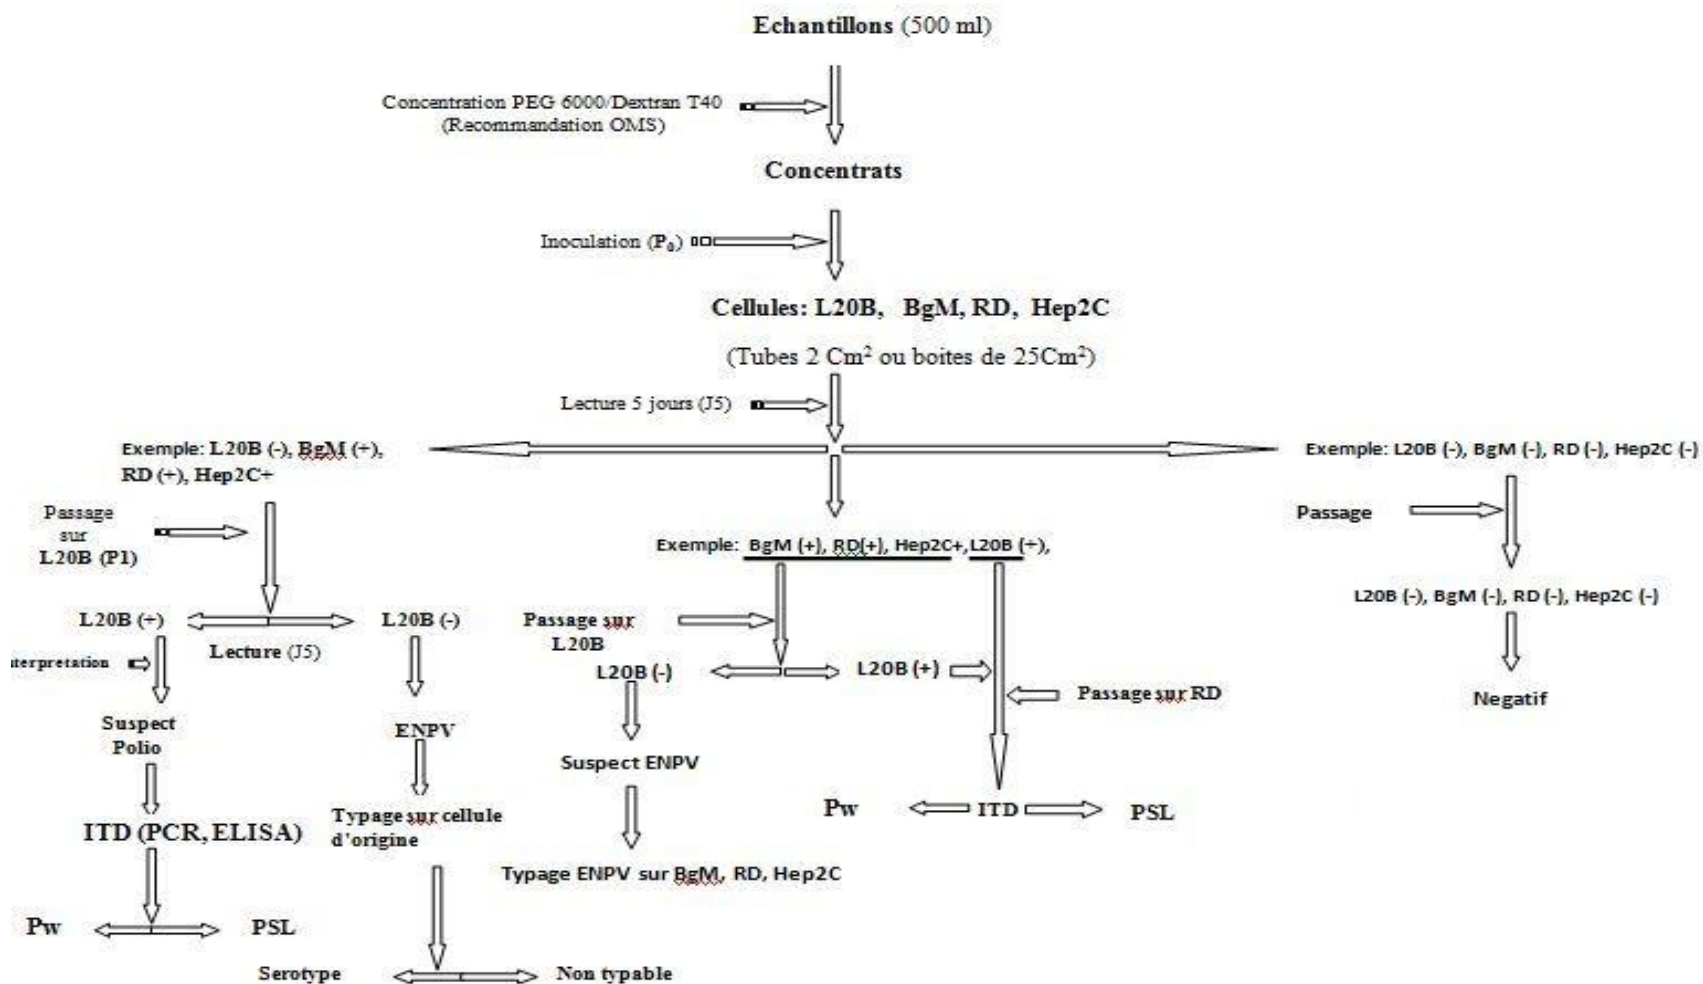 Echantillons (500 ml)
Concentration PEG 6000/Dextran T40
(Recommandation OMS)
Concentrats
Inoculation (P₀)
Cellules: L20B, BgM, RD, Hep2C
(Tubes 2 Cm² ou boites de 25Cm²)
Lecture 5 jours (J5)
Exemple: L20B (-), BgM (+),
RD (+), Hep2C+
Passage
sur
L20B (P1)
L20B (+)
L20B (-)
Lecture (J5)
nterpretation
Suspect
Polio
ENPV
ITD (PCR, ELISA)
Typage sur cellule
d'origine
Pw
PSL
Serotype
Non typable
Exemple: BgM (+), RD(+), Hep2C+, L20B (+),
Passage sur
L20B
L20B (-)
L20B (+)
Passage sur RD
Suspect ENPV
Pw
ITD
PSL
Typage ENPV sur BgM, RD, Hep2C
Exemple: L20B (-), BgM (-), RD (-), Hep2C (-)
Passage
L20B (-), BgM (-), RD (-), Hep2C (-)
Negatif